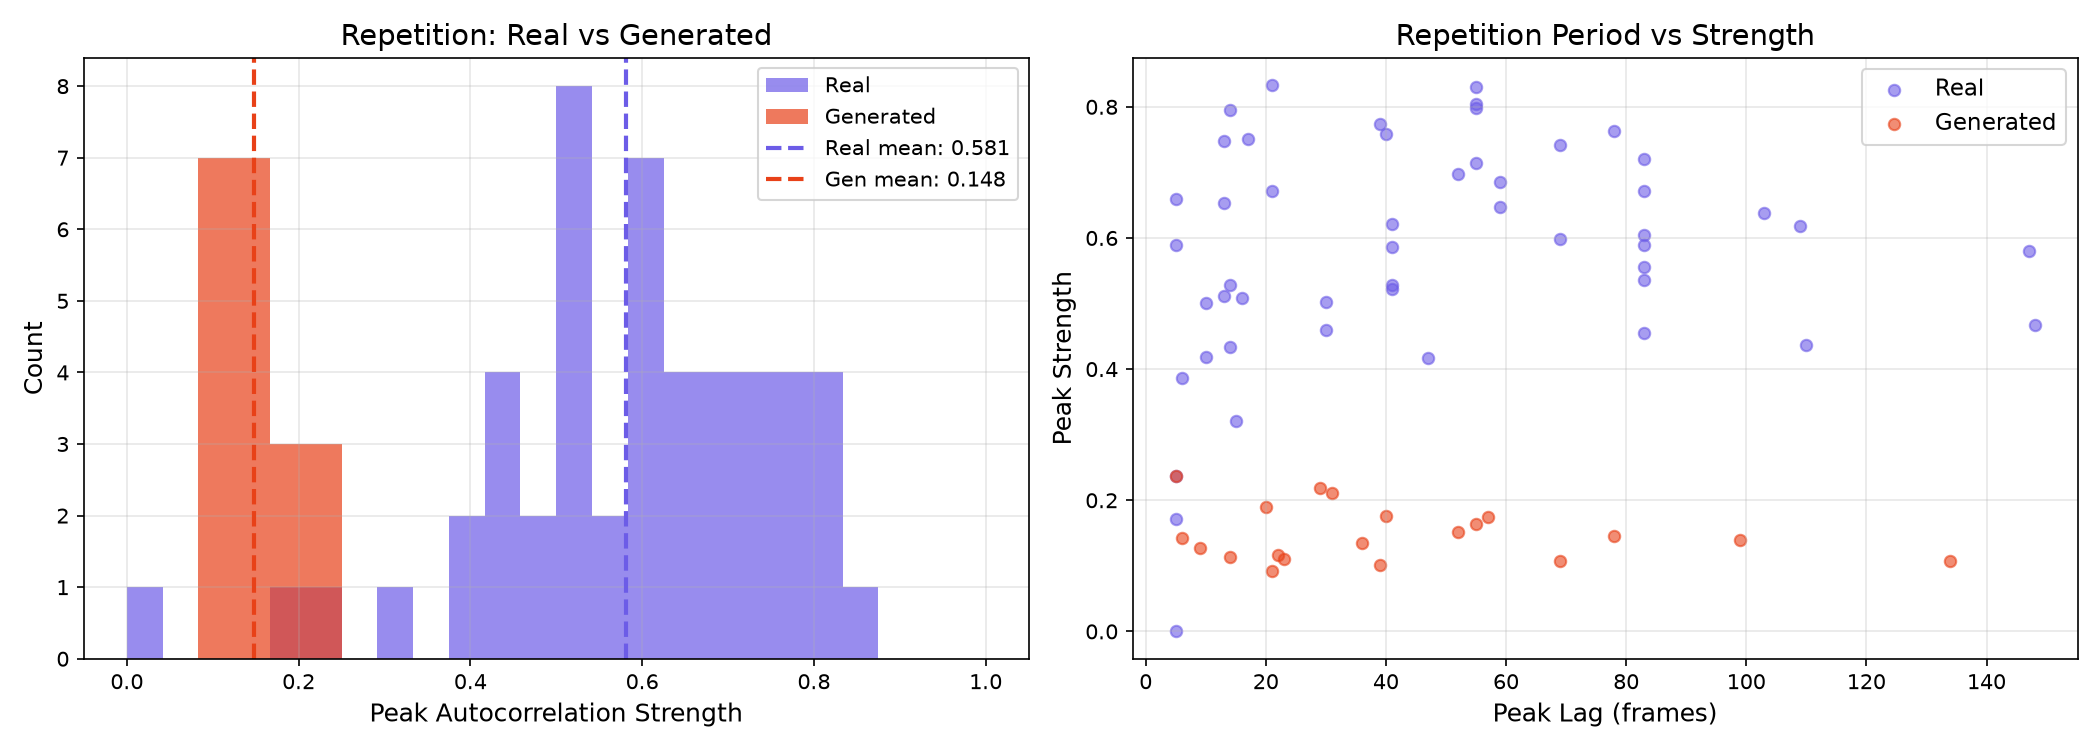 Repetition: Real vs Generated
Count
8
7
6
5
4
3
2
1
0
0.0 0.2 0.4 0.6 0.8 1.0
Peak Autocorrelation Strength
Real
Generated
Real mean: 0.581
Gen mean: 0.148
Repetition Period vs Strength
Peak Strength
0.8
0.6
0.4
0.2
0.0
0 20 40 60 80 100 120 140
Peak Lag (frames)
Real
Generated